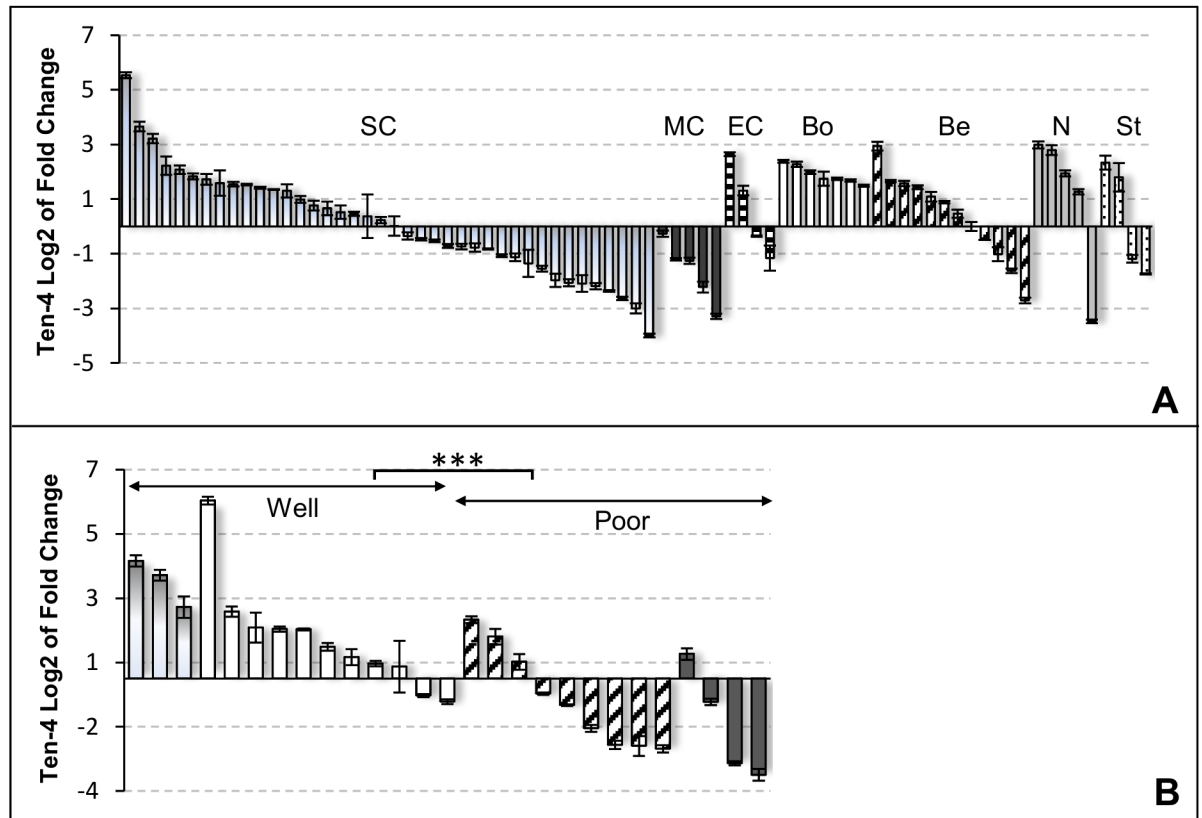 Ten-4 Log2 of Fold Change
7
5
3
1
-1
-3
-5
SC
MC
EC
Bo
Be
N
St
A
Ten-4 Log2 of Fold Change
7
5
3
1
-2
-4
***
Well
Poor
B